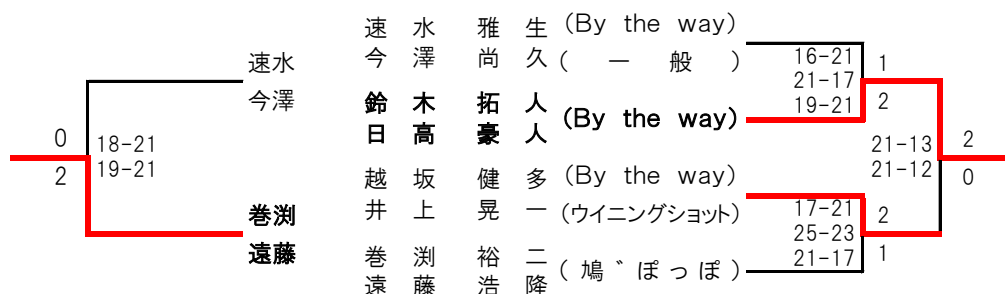 速水
今澤
0
2
18-21
19-21
巻渕
遠藤
速水 雅生 (By the way)
今澤 尚久 (一般)
鈴木 拓人
日高 豪人
(By the way)
越坂 健多 (By the way)
井上 晃一 (ウイニングショット)
巻渕 裕二
遠藤 浩隆
(鳩゛ぽっぽ)
16-21
21-17
19-21
1
2
17-21
25-23
21-17
2
1
21-13
21-12
2
0